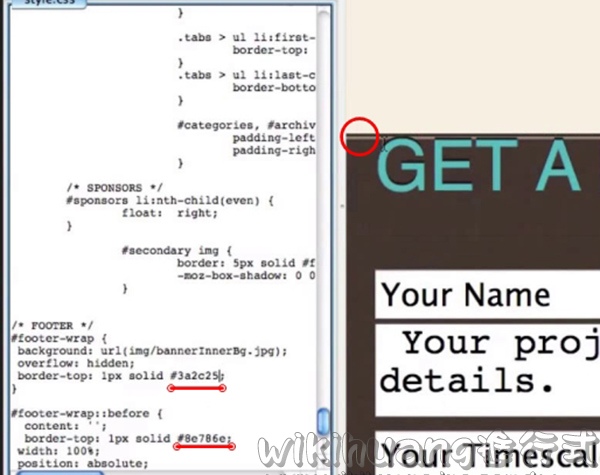 style.css
}
.tabs > ul li:first-
border-top:
}
.tabs > ul li:last-c
border-botto
}
#categories, #archiv
padding-left
padding-righ
}
/* SPONSORS */
#sponsors li:nth-child(even) {
float: right;
}
#secondary img {
border: 5px solid #f
-moz-box-shadow: 0 0
}
/* FOOTER */
#footer-wrap {
background: url(img/bannerInnerBg.jpg);
overflow: hidden;
border-top: 1px solid #3a2c25;
}
#footer-wrap::before {
content: '';
border-top: 1px solid #8e786e;
width: 100%;
position: absolute;
GET A
Your Name
Your proj
details.
Your Timescal
wikihuang進行式